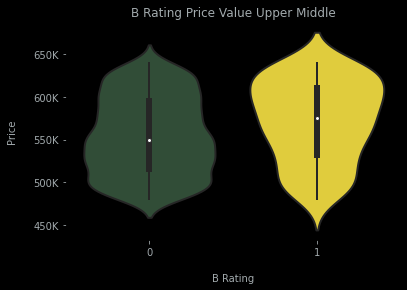 B Rating Price Value Upper Middle
650K
600K
550K
500K
450K
Price
0
1
B Rating